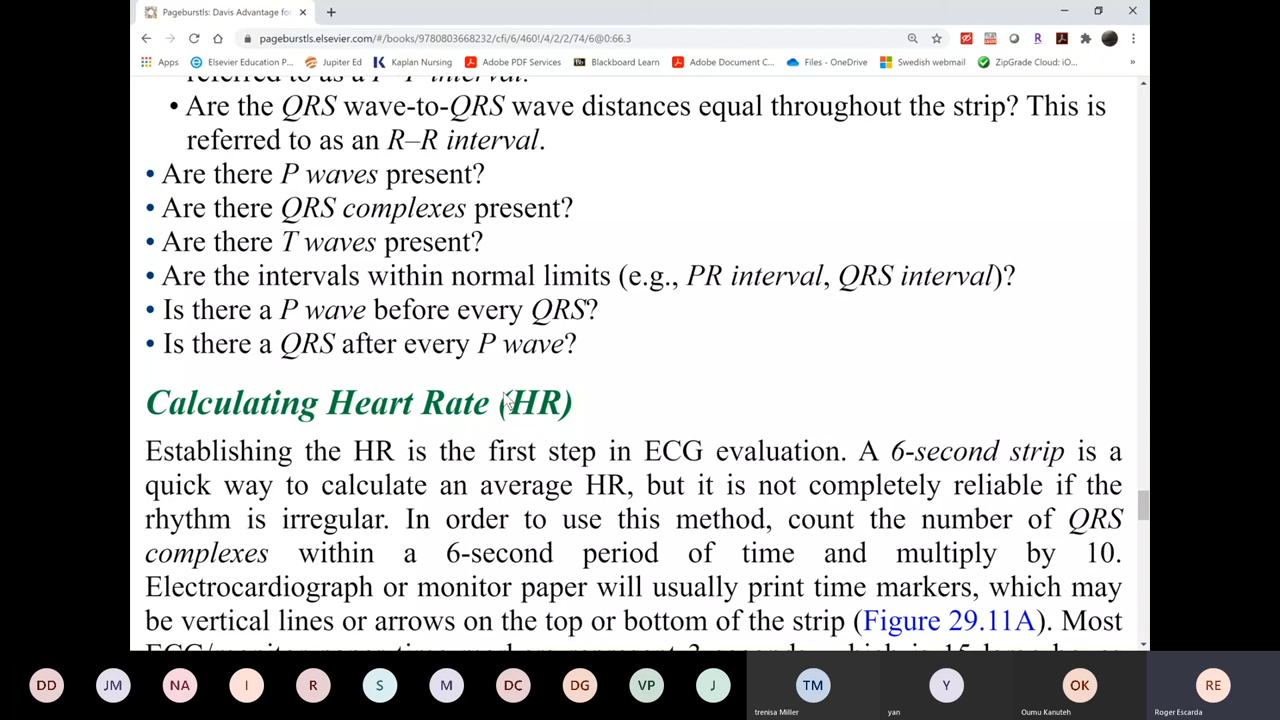 Pageburstls: Davis Advantage for
pageburstls.elsevier.com/#/books/9780803668232/cfi/6/460!/4/2/2/74/6@0:66.3
Apps
Elsevier Education P...
Jupiter Ed
Kaplan Nursing
Adobe PDF Services
Blackboard Learn
Adobe Document C...
Files - OneDrive
Swedish webmail
ZipGrade Cloud: iO...
»
referred to as a P–P interval.
• Are the QRS wave-to-QRS wave distances equal throughout the strip? This is
referred to as an R–R interval.
• Are there P waves present?
• Are there QRS complexes present?
• Are there T waves present?
• Are the intervals within normal limits (e.g., PR interval, QRS interval)?
• Is there a P wave before every QRS?
• Is there a QRS after every P wave?
Calculating Heart Rate (HR)
Establishing the HR is the first step in ECG evaluation. A 6-second strip is a
quick way to calculate an average HR, but it is not completely reliable if the
rhythm is irregular. In order to use this method, count the number of QRS
complexes within a 6-second period of time and multiply by 10.
Electrocardiograph or monitor paper will usually print time markers, which may
be vertical lines or arrows on the top or bottom of the strip (Figure 29.11A). Most
DD
JM
NA
I
R
S
M
DC
DG
VP
J
TM
Y
OK
RE
trenisa Miller
yan
Oumu Kanuteh
Roger Escarda